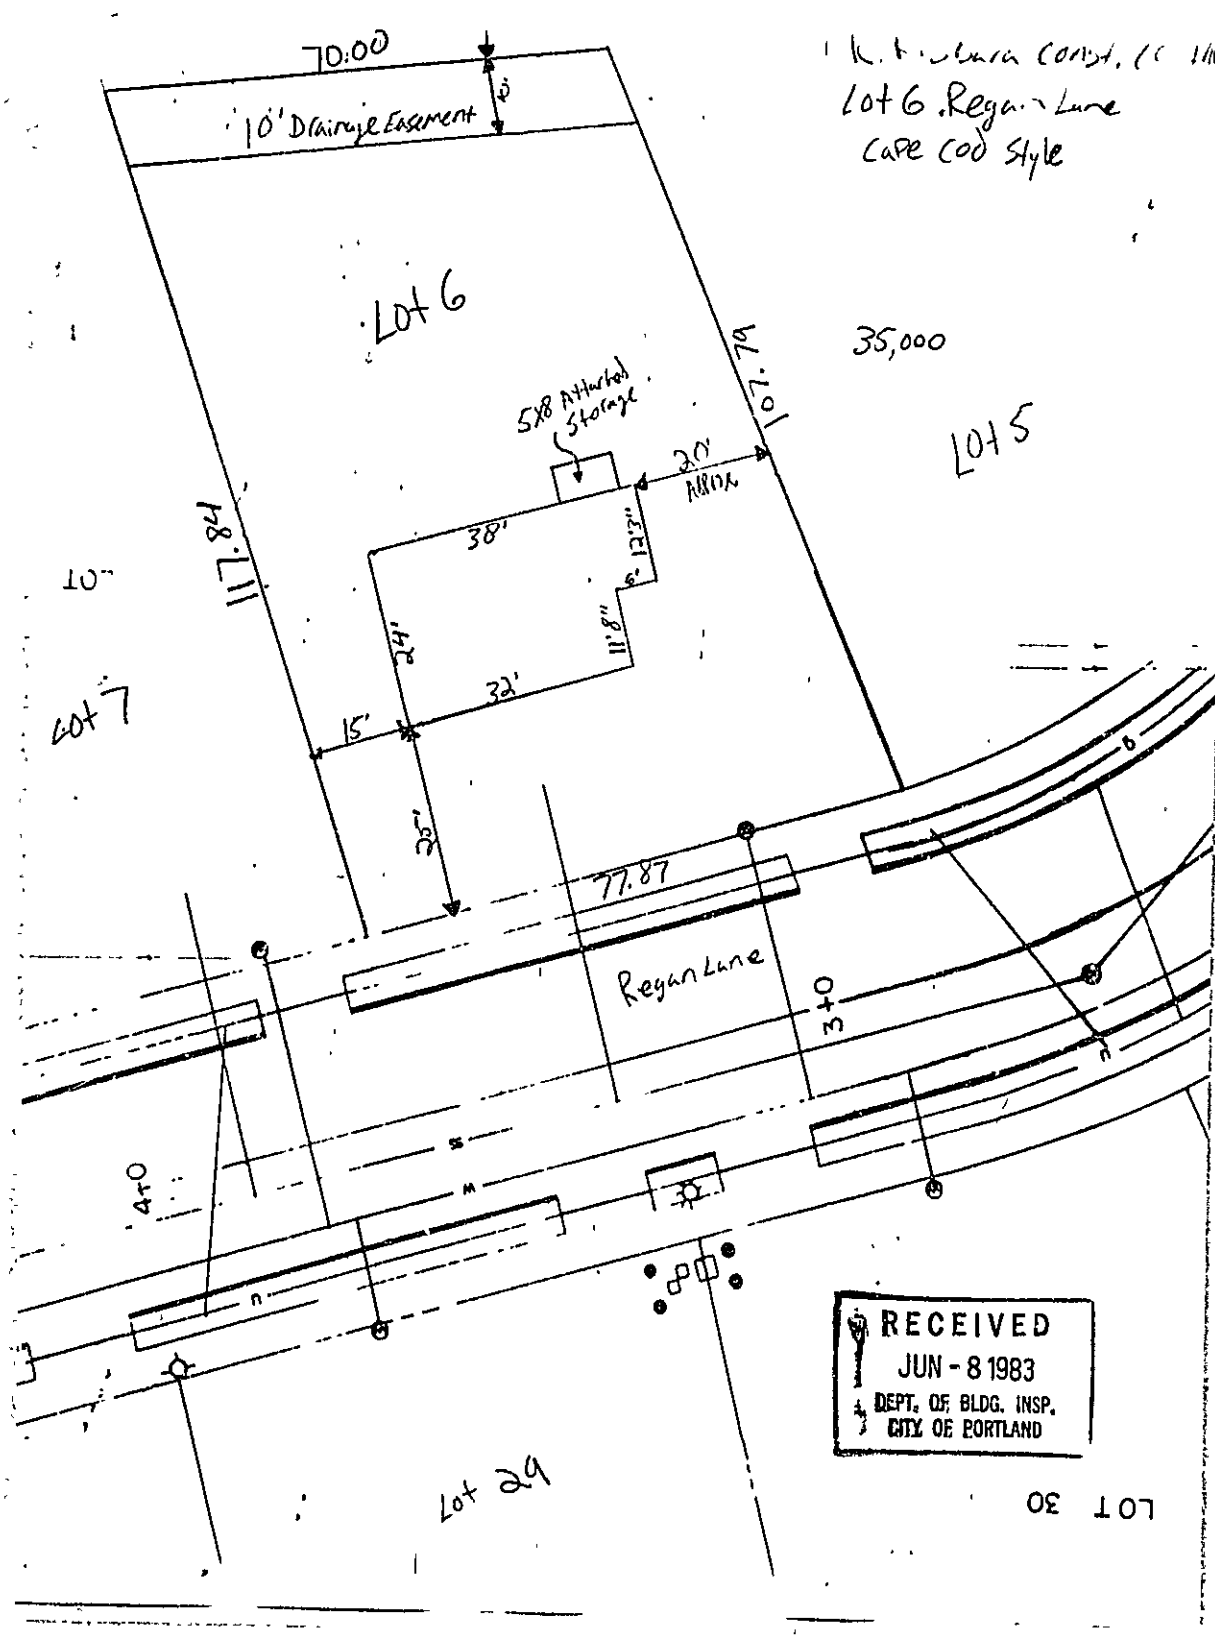 70.00
Const.
Lot 6 Regan Lane
Cape Cod Style
10' Drainage Easement
Lot 6
107.79
35,000
5x8 Attached
Storage
Lot 5
20'
117.84
38'
12'3"
6'
11'8"
24'
32'
Lot 7
15'
25'
B
77.87
Regan Lane
3+0
4+0
W
Lot 29
RECEIVED
JUN - 8 1983
DEPT. OF BLDG. INSP.
CITY OF PORTLAND
LOT 30